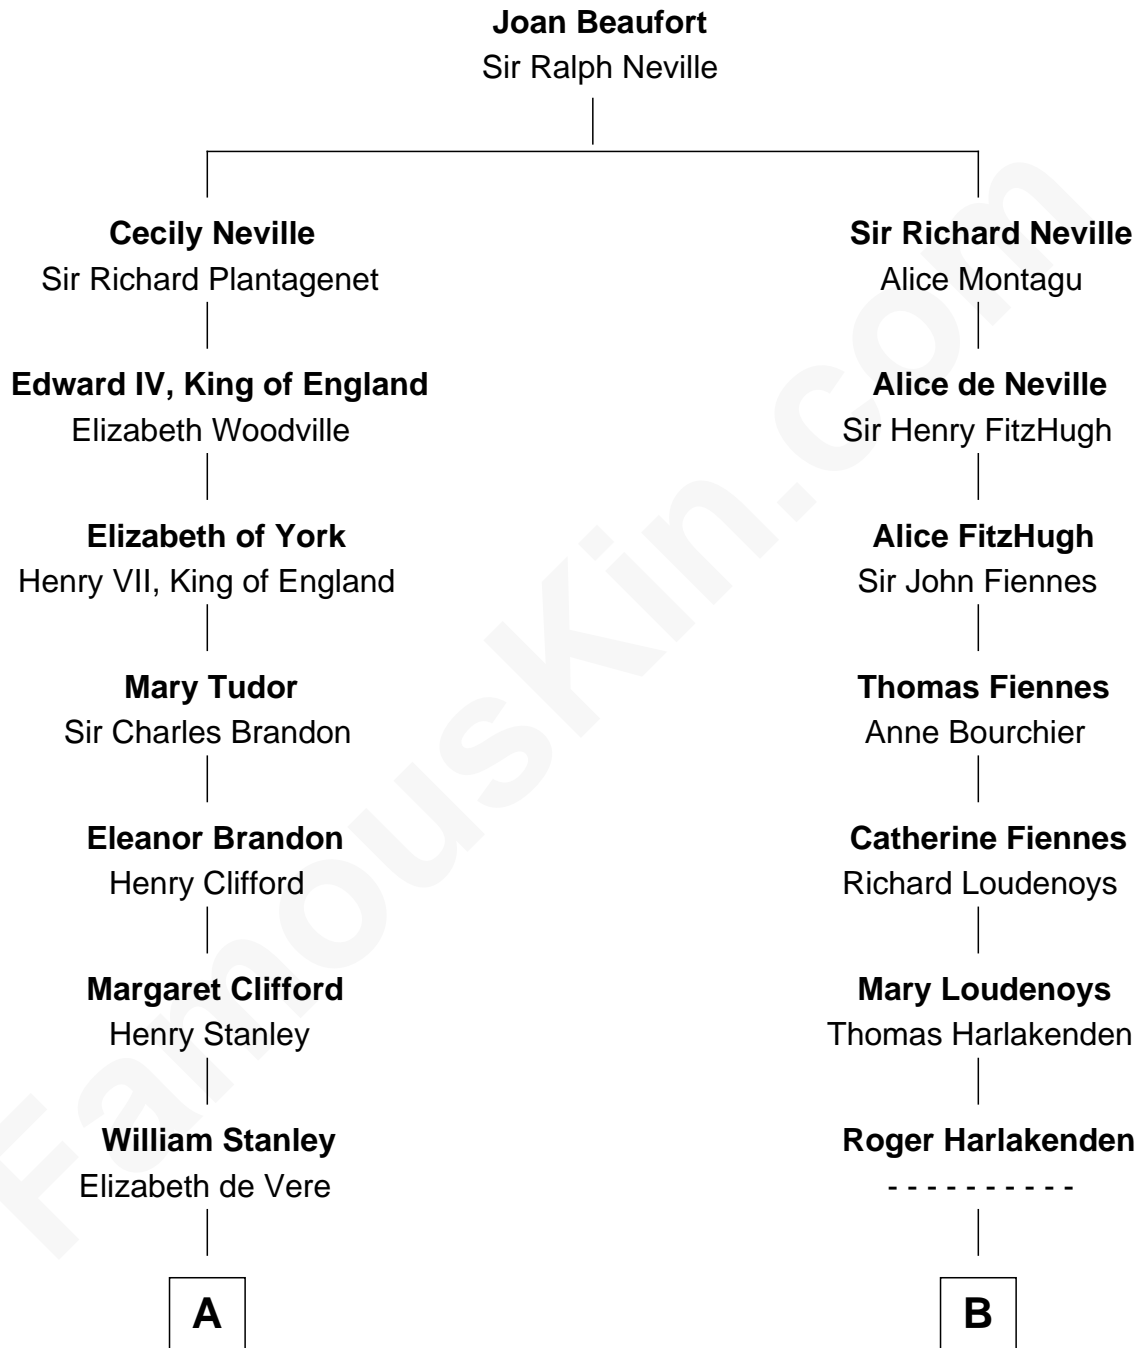 Joan Beaufort
Sir Ralph Neville
Cecily Neville
Sir Richard Plantagenet
Sir Richard Neville
Alice Montagu
Edward IV, King of England
Elizabeth Woodville
Alice de Neville
Sir Henry FitzHugh
Elizabeth of York
Henry VII, King of England
Alice FitzHugh
Sir John Fiennes
Mary Tudor
Sir Charles Brandon
Thomas Fiennes
Anne Bourchier
Eleanor Brandon
Henry Clifford
Catherine Fiennes
Richard Loudenoys
Margaret Clifford
Henry Stanley
Mary Loudenoys
Thomas Harlakenden
William Stanley
Elizabeth de Vere
Roger Harlakenden
- - - - - - - - - -
A
B
FamousKin.com